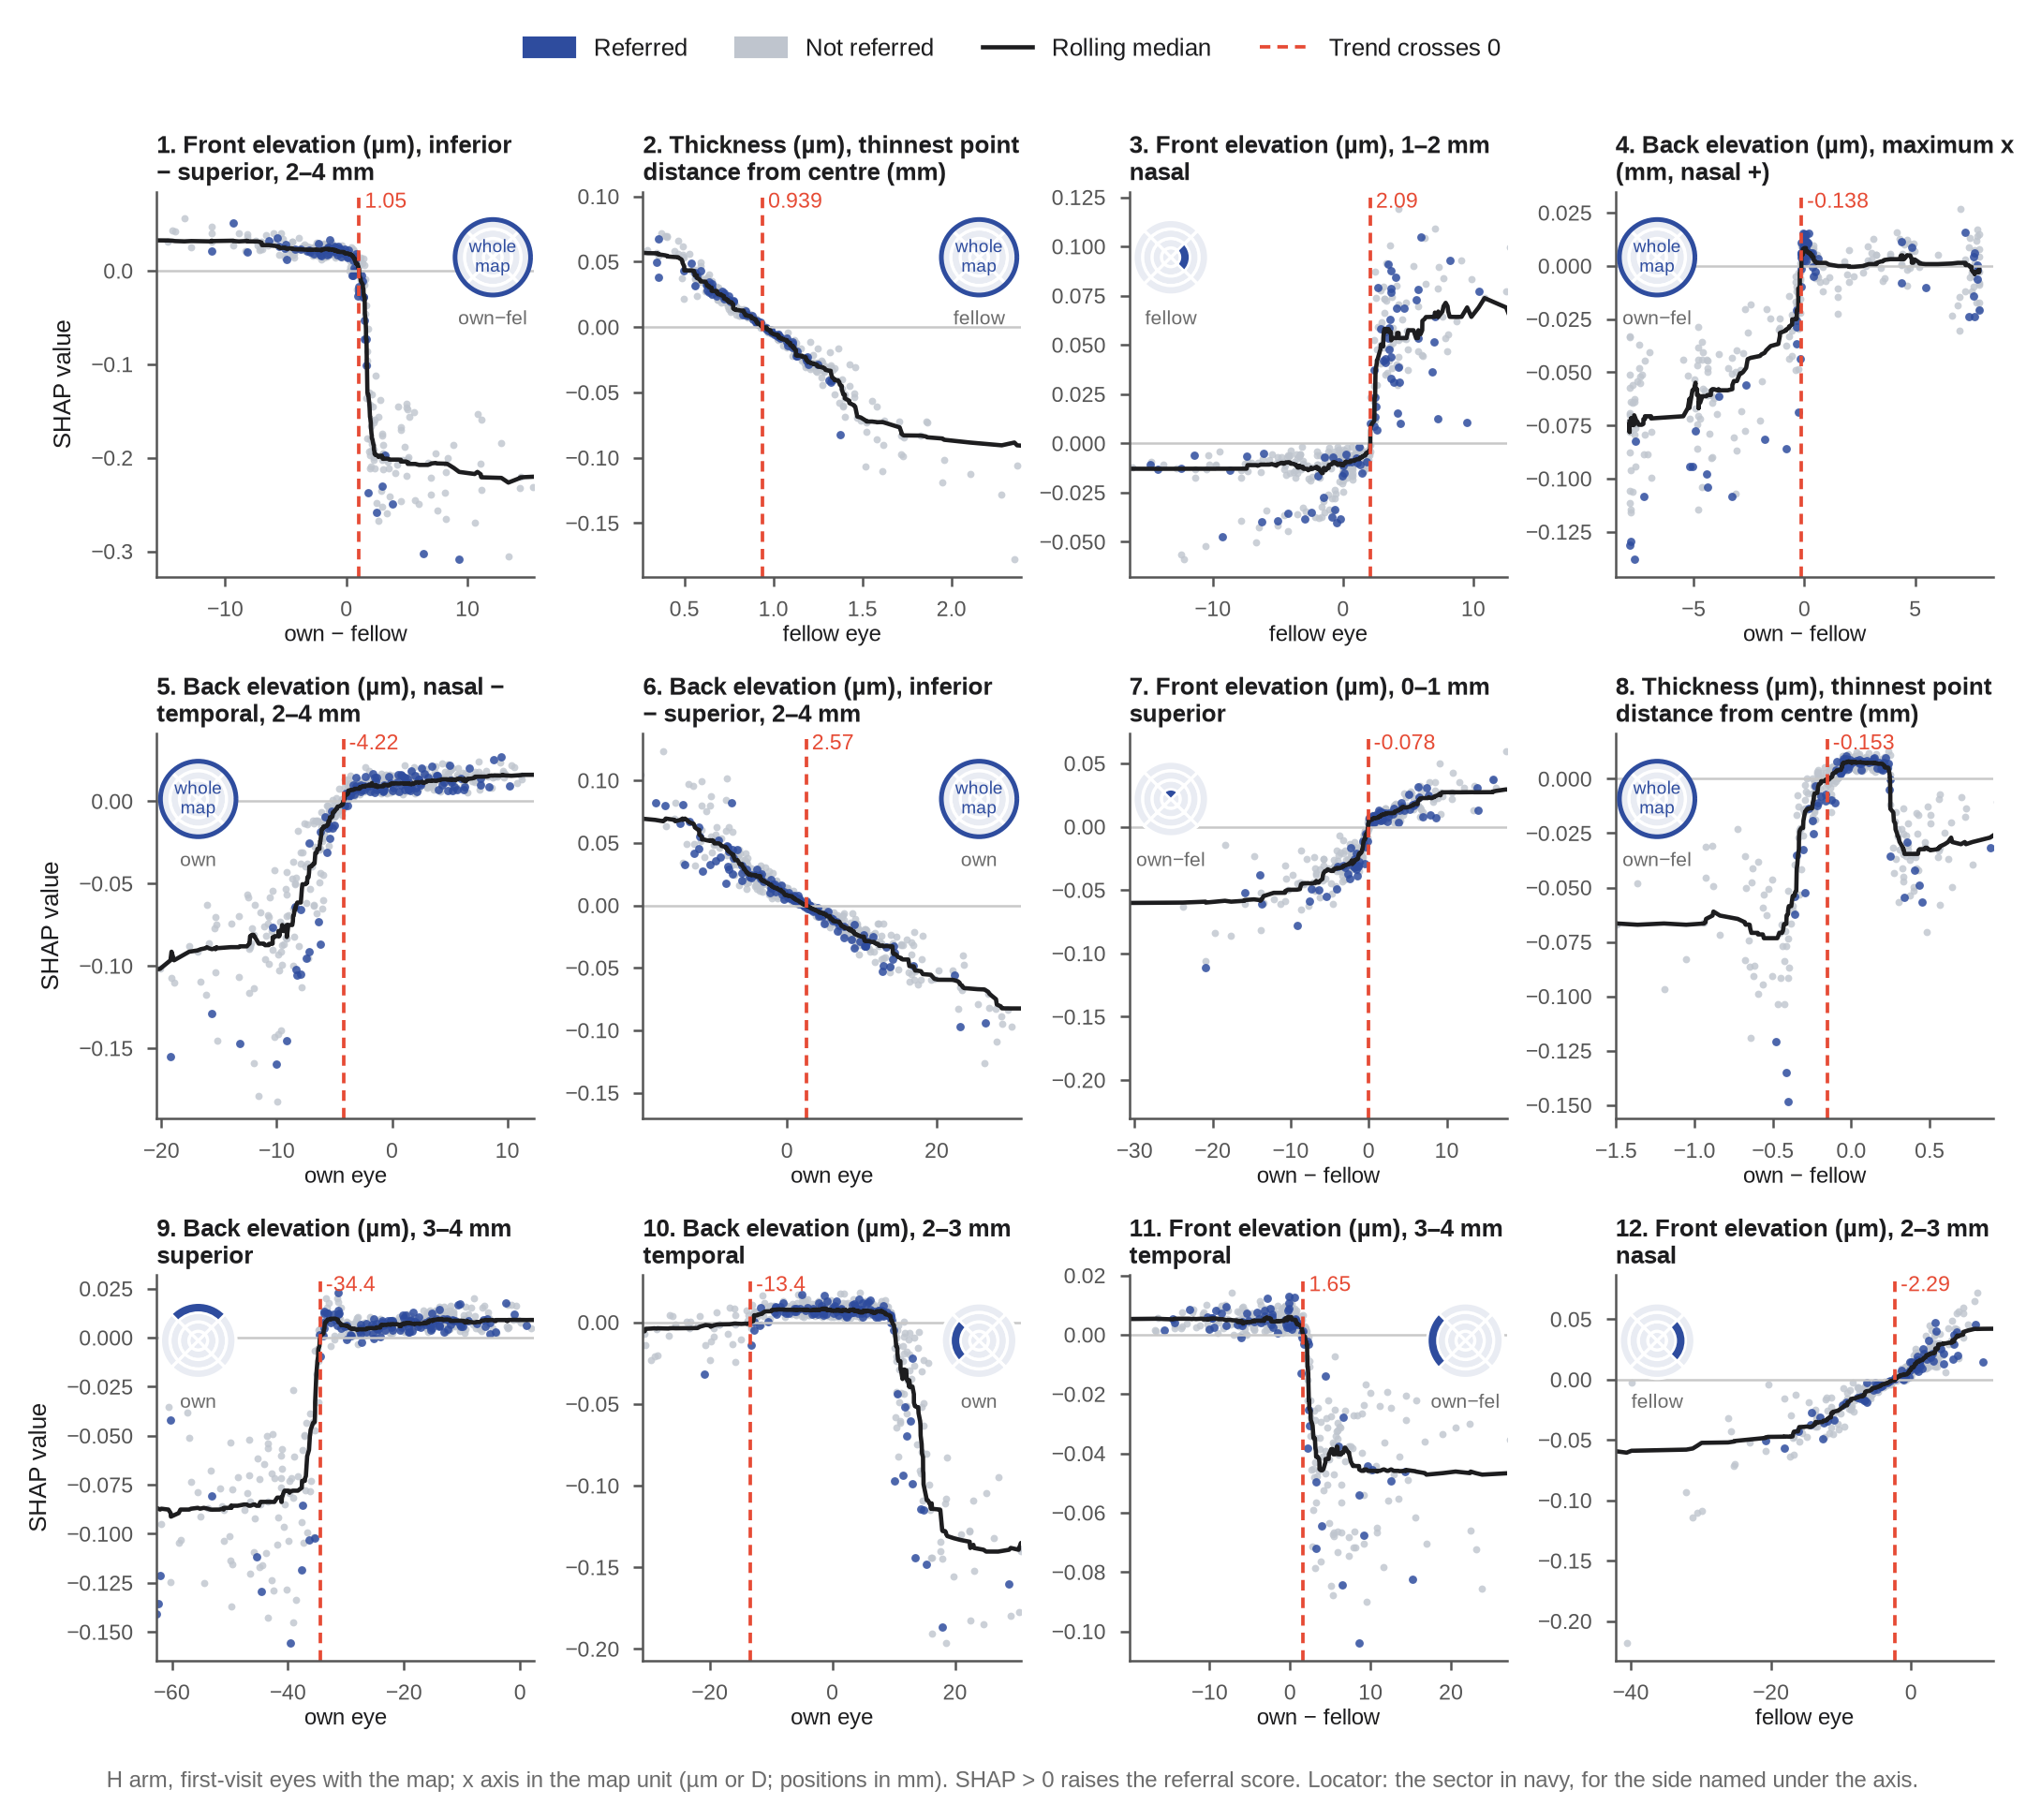 Referred
Not referred
Rolling median
Trend crosses 0
1. Front elevation (µm), inferior
− superior, 2–4 mm
1.05
whole
map
own−fel
0.0
−0.1
−0.2
−0.3
SHAP value
−10
0
10
own − fellow
2. Thickness (µm), thinnest point
distance from centre (mm)
0.939
whole
map
fellow
0.10
0.05
0.00
−0.05
−0.10
−0.15
0.5
1.0
1.5
2.0
fellow eye
3. Front elevation (µm), 1–2 mm
nasal
2.09
fellow
0.125
0.100
0.075
0.050
0.025
0.000
−0.025
−0.050
−10
0
10
fellow eye
4. Back elevation (µm), maximum x
(mm, nasal +)
-0.138
whole
map
own−fel
0.025
0.000
−0.025
−0.050
−0.075
−0.100
−0.125
−5
0
5
own − fellow
5. Back elevation (µm), nasal −
temporal, 2–4 mm
-4.22
whole
map
own
0.00
−0.05
−0.10
−0.15
SHAP value
−20
−10
0
10
own eye
6. Back elevation (µm), inferior
− superior, 2–4 mm
2.57
whole
map
own
0.10
0.05
0.00
−0.05
−0.10
−0.15
0
20
own eye
7. Front elevation (µm), 0–1 mm
superior
-0.078
own−fel
0.05
0.00
−0.05
−0.10
−0.15
−0.20
−30
−20
−10
0
10
own − fellow
8. Thickness (µm), thinnest point
distance from centre (mm)
-0.153
whole
map
own−fel
0.000
−0.025
−0.050
−0.075
−0.100
−0.125
−0.150
−1.5
−1.0
−0.5
0.0
0.5
own − fellow
9. Back elevation (µm), 3–4 mm
superior
-34.4
own
0.025
0.000
−0.025
−0.050
−0.075
−0.100
−0.125
−0.150
SHAP value
−60
−40
−20
0
own eye
10. Back elevation (µm), 2–3 mm
temporal
-13.4
own
0.00
−0.05
−0.10
−0.15
−0.20
−20
0
20
own eye
11. Front elevation (µm), 3–4 mm
temporal
1.65
own−fel
0.02
0.00
−0.02
−0.04
−0.06
−0.08
−0.10
−10
0
10
20
own − fellow
12. Front elevation (µm), 2–3 mm
nasal
-2.29
fellow
0.05
0.00
−0.05
−0.10
−0.15
−0.20
−40
−20
0
fellow eye
H arm, first-visit eyes with the map; x axis in the map unit (µm or D; positions in mm). SHAP > 0 raises the referral score. Locator: the sector in navy, for the side named under the axis.